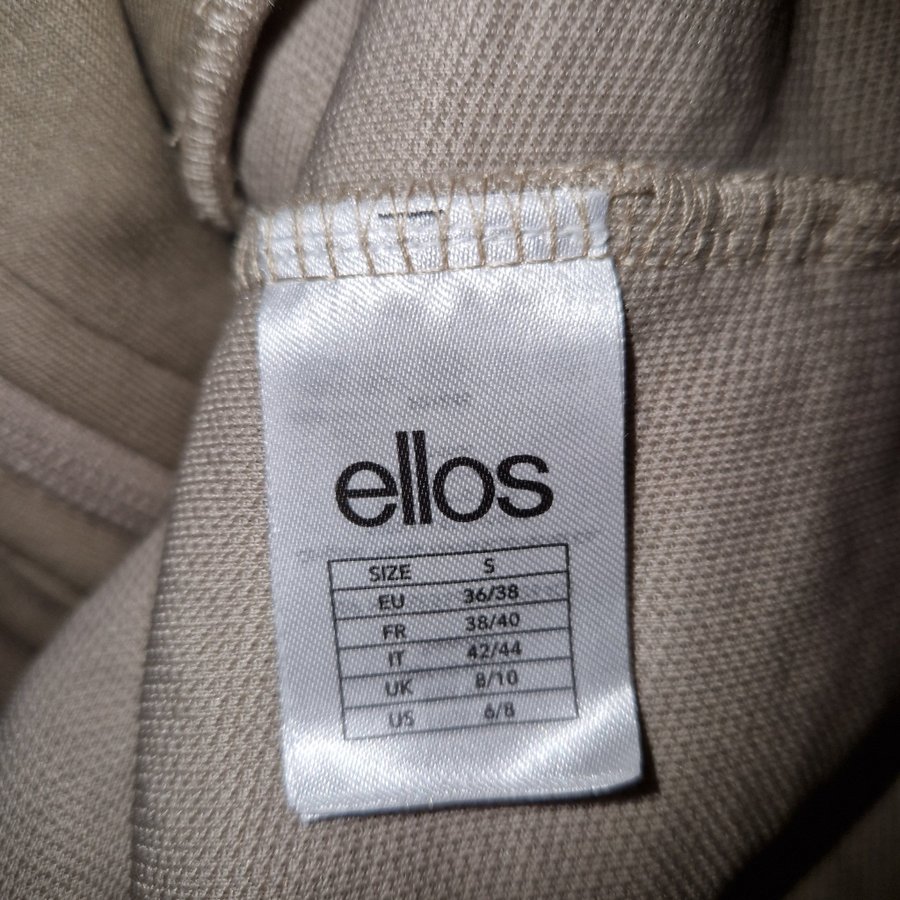 ellos
SIZE S
EU 36/38
FR 38/40
IT 42/44
UK 8/10
US 6/8